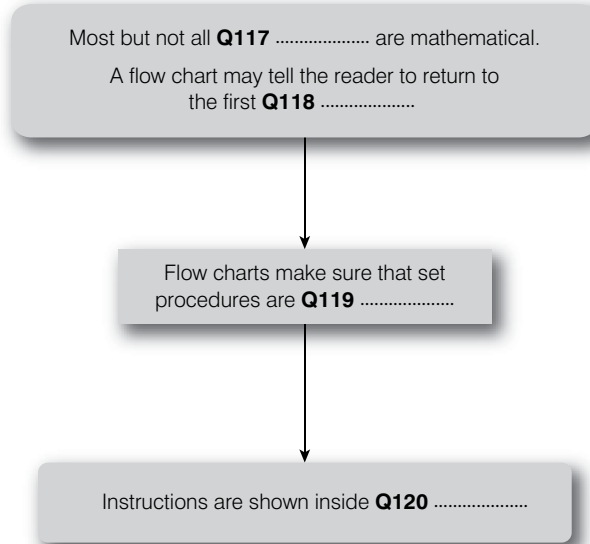 Most but not all Q117 .................... are mathematical.
A flow chart may tell the reader to return to
the first Q118 ....................
Flow charts make sure that set
procedures are Q119 ....................
Instructions are shown inside Q120 ....................